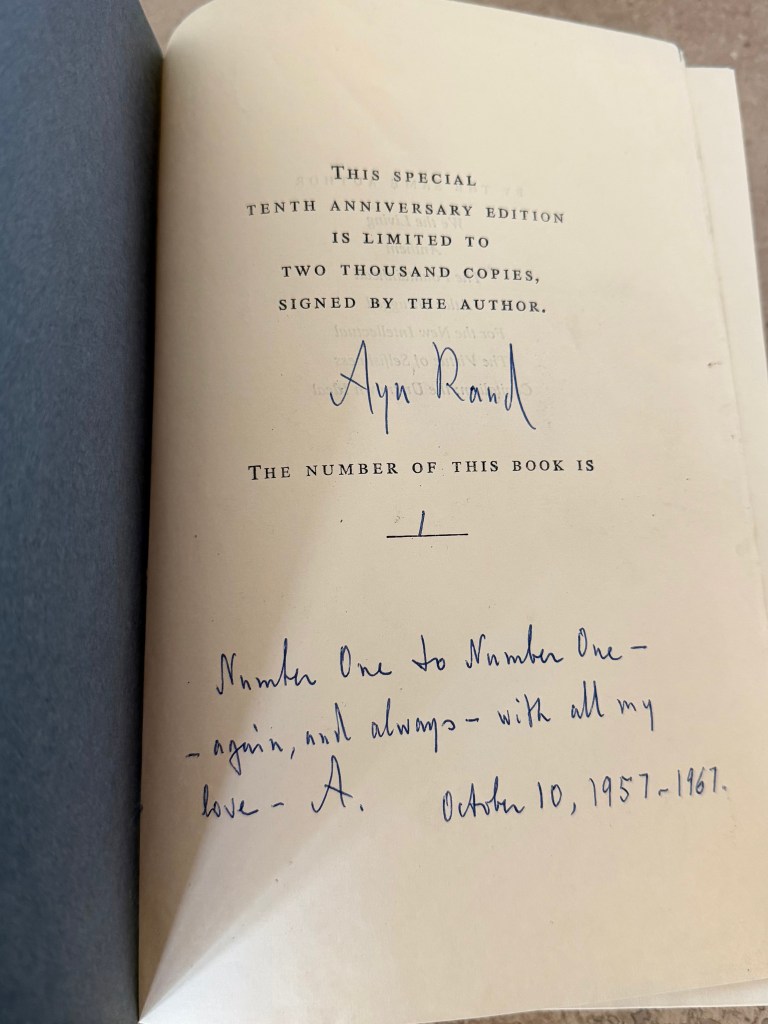 THIS SPECIAL
TENTH ANNIVERSARY EDITION
IS LIMITED TO
TWO THOUSAND COPIES,
SIGNED BY THE AUTHOR.
Ayn Rand
THE NUMBER OF THIS BOOK IS
1
Number One to Number One –
– again, and always – with all my
love – A. October 10, 1957–1967.